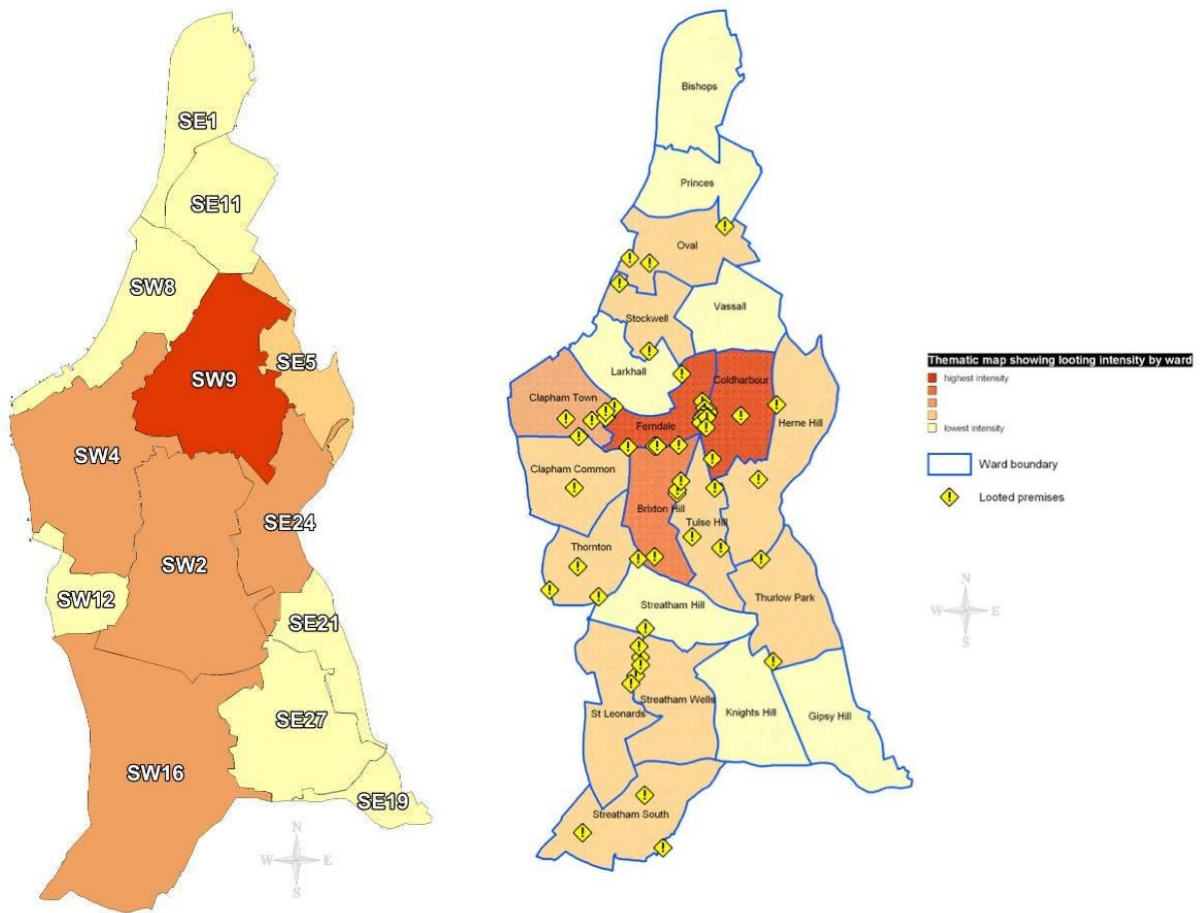 SE1
SE11
SW8
SW9
SE5
SW4
SE24
SW2
SW12
SE21
SE27
SW16
SE19
N
W E
S
Bishops
Princes
Oval
Vassall
Stockwell
Larkhall
Coldharbour
Clapham Town
Ferndale
Herne Hill
Clapham Common
Brixton Hill
Tulse Hill
Thornton
Thurlow Park
Streatham Hill
St Leonards
Streatham Wells
Knights Hill
Gipsy Hill
Streatham South
Thematic map showing looting intensity by ward
highest intensity
lowest intensity
Ward boundary
Looted premises
N
W E
S